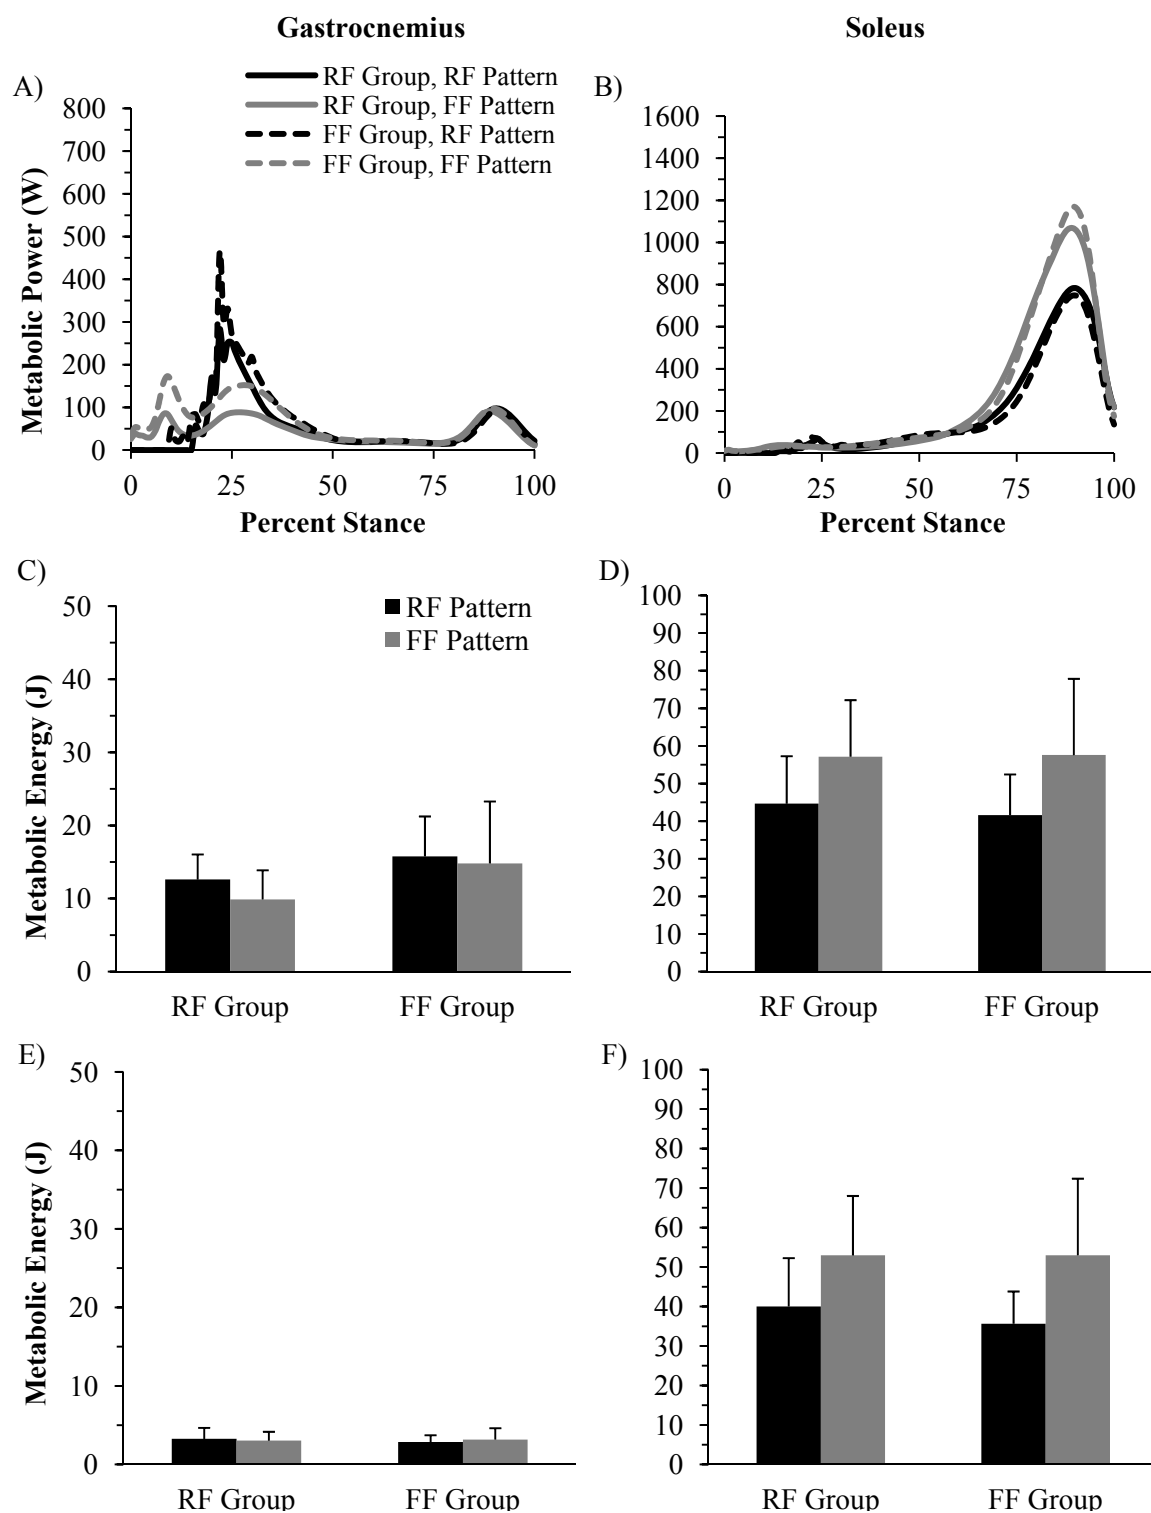 Gastrocnemius
Soleus
A)
RF Group, RF Pattern
RF Group, FF Pattern
FF Group, RF Pattern
FF Group, FF Pattern
800
700
600
500
400
300
200
100
0
Metabolic Power (W)
0 25 50 75 100
Percent Stance
B)
1600
1400
1200
1000
800
600
400
200
0
0 25 50 75 100
Percent Stance
C)
RF Pattern
FF Pattern
50
40
30
20
10
0
Metabolic Energy (J)
RF Group FF Group
D)
100
90
80
70
60
50
40
30
20
10
0
RF Group FF Group
E)
50
40
30
20
10
0
Metabolic Energy (J)
RF Group FF Group
F)
100
90
80
70
60
50
40
30
20
10
0
RF Group FF Group